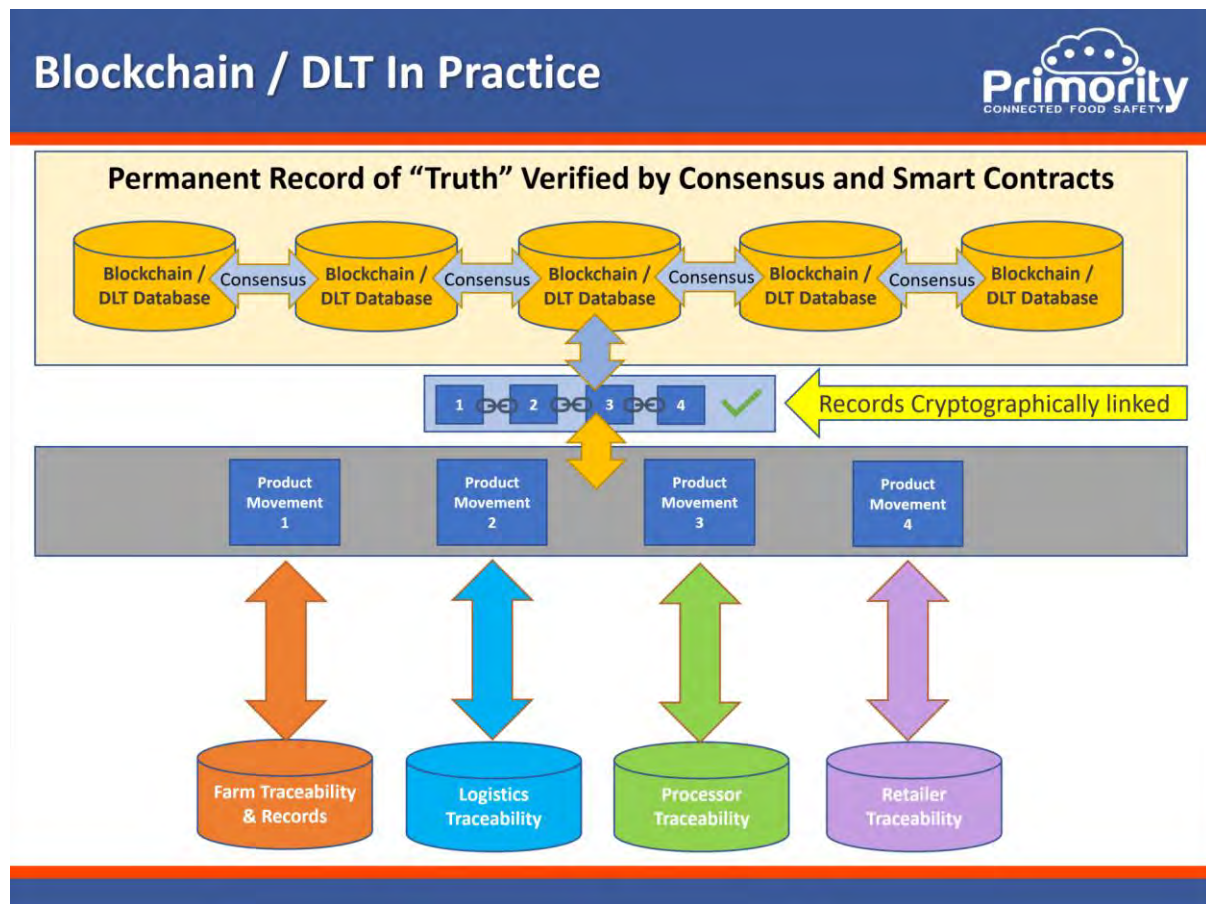 Blockchain / DLT In Practice
Primority
CONNECTED FOOD SAFETY
Permanent Record of “Truth” Verified by Consensus and Smart Contracts
Blockchain /
DLT Database
Consensus
Blockchain /
DLT Database
Consensus
Blockchain /
DLT Database
Consensus
Blockchain /
DLT Database
Consensus
Blockchain /
DLT Database
1
2
3
4
Records Cryptographically linked
Product
Movement
1
Product
Movement
2
Product
Movement
3
Product
Movement
4
Farm Traceability
& Records
Logistics
Traceability
Processor
Traceability
Retailer
Traceability